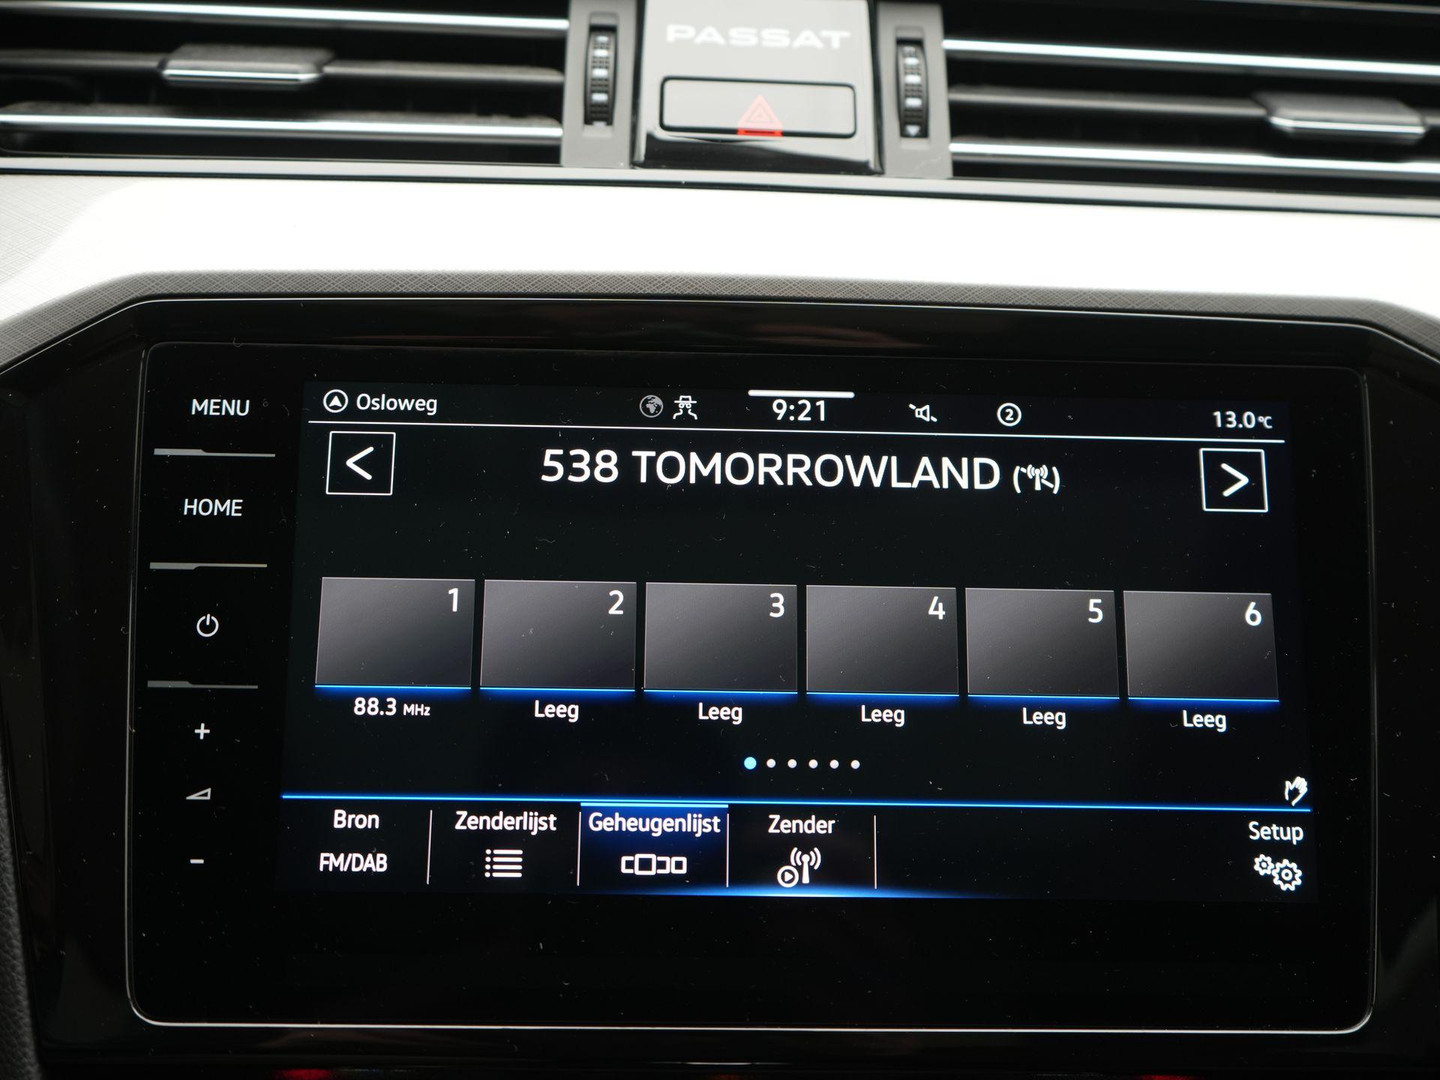 PASSAT
MENU
HOME
+
-
Osloweg
9:21
2
13.0°C
<
538 TOMORROWLAND
>
1
2
3
4
5
6
88.3 MHz
Leeg
Leeg
Leeg
Leeg
Leeg
Bron
FM/DAB
Zenderlijst
Geheugenlijst
Zender
Setup